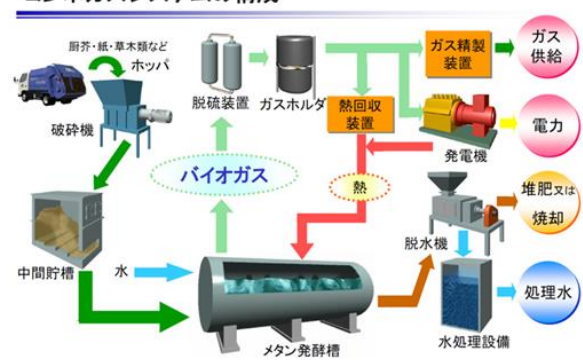 厨芥・紙・草木類など
ホッパ
破砕機
脱硫装置
ガスホルダ
ガス精製
装置
ガス
供給
熱回収
装置
発電機
電力
バイオガス
熱
中間貯槽
水
メタン発酵槽
脱水機
堆肥又は
焼却
水処理設備
処理水